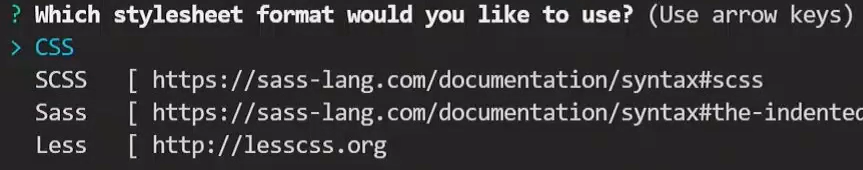 ? Which stylesheet format would you like to use? (Use arrow keys)
> CSS
SCSS [ https://sass-lang.com/documentation/syntax#scss
Sass [ https://sass-lang.com/documentation/syntax#the-indented
Less [ http://lesscss.org